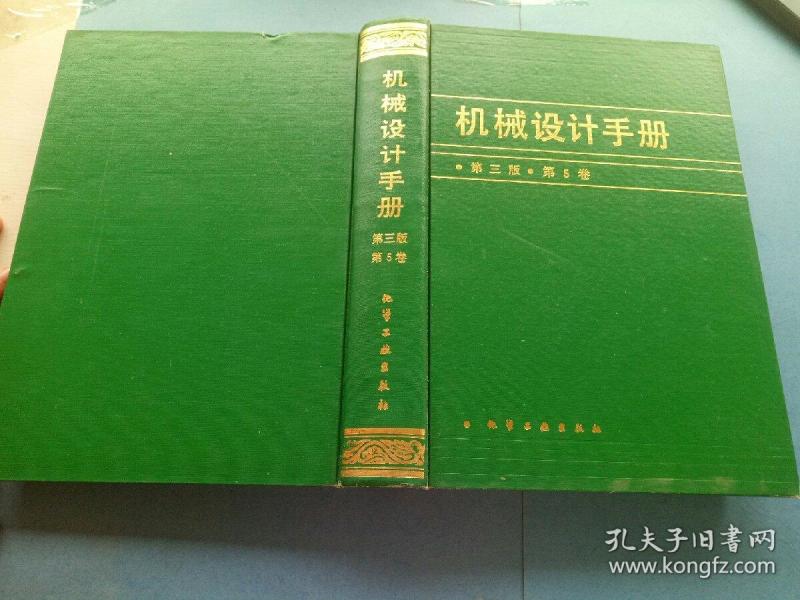 机械设计手册
第三版
第5卷
化学工业出版社
机械设计手册
•第三版•第5卷
化学工业出版社
孔夫子旧書网
www.kongfz.com